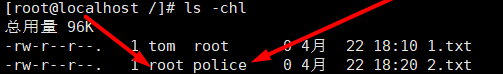 [root@localhost /]# ls -chl
总用量 96K
-rw-r--r--. 1 tom root 0 4月 22 18:10 1.txt
-rw-r--r--. 1 root police 0 4月 22 18:20 2.txt